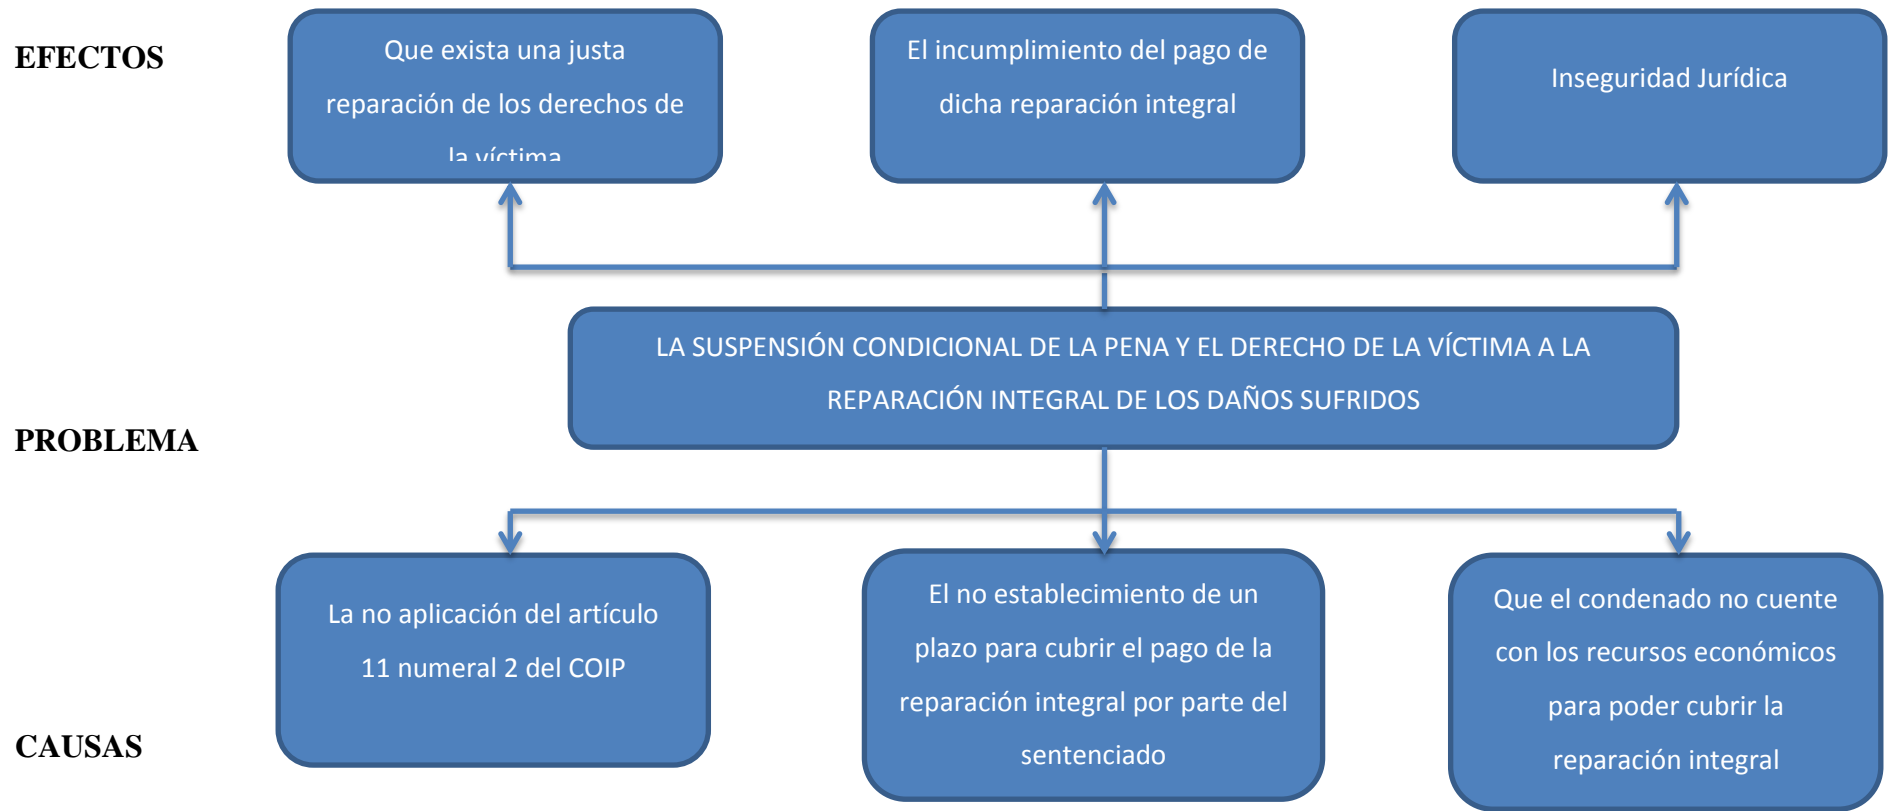 EFECTOS
Que exista una justa
reparación de los derechos de
la víctima
El incumplimiento del pago de
dicha reparación integral
Inseguridad Jurídica
PROBLEMA
LA SUSPENSIÓN CONDICIONAL DE LA PENA Y EL DERECHO DE LA VÍCTIMA A LA
REPARACIÓN INTEGRAL DE LOS DAÑOS SUFRIDOS
CAUSAS
La no aplicación del artículo
11 numeral 2 del COIP
El no establecimiento de un
plazo para cubrir el pago de la
reparación integral por parte del
sentenciado
Que el condenado no cuente
con los recursos económicos
para poder cubrir la
reparación integral